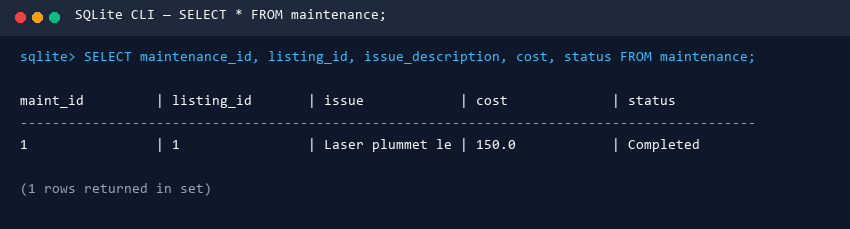 SQLite CLI — SELECT * FROM maintenance;
sqlite> SELECT maintenance_id, listing_id, issue_description, cost, status FROM maintenance;
maint_id | listing_id | issue | cost | status
--------------------------------------------------------------------------------------------
1 | 1 | Laser plummet le | 150.0 | Completed
(1 rows returned in set)